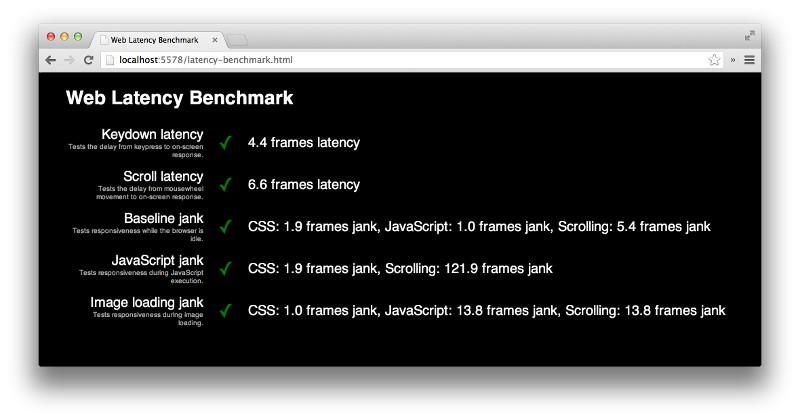 Web Latency Benchmark
localhost:5578/latency-benchmark.html
Web Latency Benchmark
Keydown latency
Tests the delay from keypress to on-screen
response.
✓ 4.4 frames latency
Scroll latency
Tests the delay from mousewheel
movement to on-screen response.
✓ 6.6 frames latency
Baseline jank
Tests responsiveness while the browser is
idle.
✓ CSS: 1.9 frames jank, JavaScript: 1.0 frames jank, Scrolling: 5.4 frames jank
JavaScript jank
Tests responsiveness during JavaScript
execution.
✓ CSS: 1.9 frames jank, Scrolling: 121.9 frames jank
Image loading jank
Tests responsiveness during image
loading.
✓ CSS: 1.0 frames jank, JavaScript: 13.8 frames jank, Scrolling: 13.8 frames jank